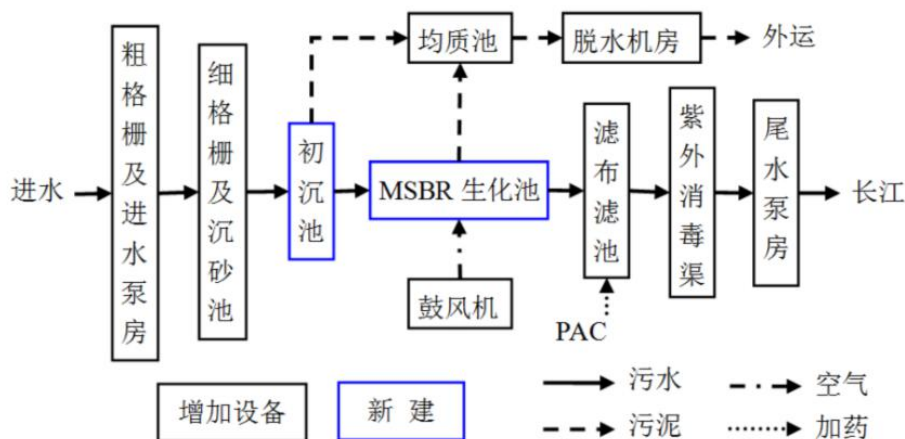 均质池
脱水机房
外运
进水
粗格栅及进水泵房
细格栅及沉砂池
初沉池
MSBR 生化池
滤布滤池
紫外消毒渠
尾水泵房
长江
鼓风机
PAC
增加设备
新 建
污水
空气
污泥
加药